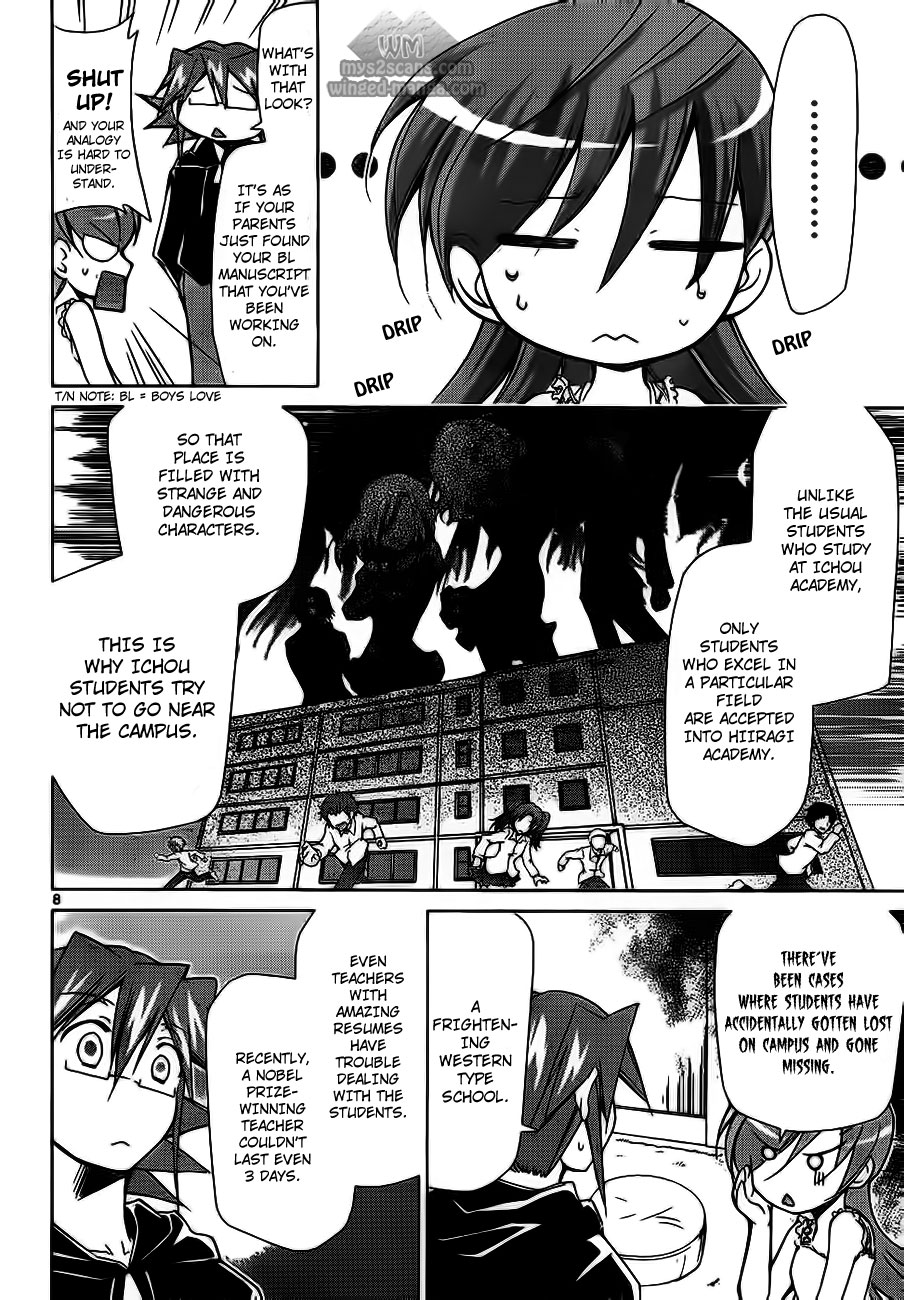 WM
mys2scans.com
winged-manga.com
.........
DRIP
DRIP
DRIP
WHAT'S
WITH
THAT
LOOK?
IT'S AS
IF YOUR
PARENTS
JUST FOUND
YOUR BL
MANUSCRIPT
THAT YOU'VE
BEEN
WORKING
ON.
SHUT
UP!
AND YOUR
ANALOGY
IS HARD TO
UNDER-
STAND.
T/N NOTE: BL = BOYS LOVE
UNLIKE
THE USUAL
STUDENTS
WHO STUDY
AT ICHOU
ACADEMY,
ONLY
STUDENTS
WHO EXCEL IN
A PARTICULAR
FIELD
ARE ACCEPTED
INTO HIIRAGI
ACADEMY.
SO THAT
PLACE IS
FILLED WITH
STRANGE AND
DANGEROUS
CHARACTERS.
THIS IS
WHY ICHOU
STUDENTS TRY
NOT TO GO NEAR
THE CAMPUS.
8
THERE'VE
BEEN CASES
WHERE STUDENTS HAVE
ACCIDENTALLY GOTTEN LOST
ON CAMPUS AND GONE
MISSING.
A
FRIGHTEN-
ING
WESTERN
TYPE
SCHOOL.
EVEN
TEACHERS
WITH
AMAZING
RESUMES
HAVE
TROUBLE
DEALING
WITH THE
STUDENTS.
RECENTLY,
A NOBEL
PRIZE-
WINNING
TEACHER
COULDN'T
LAST EVEN
3 DAYS.